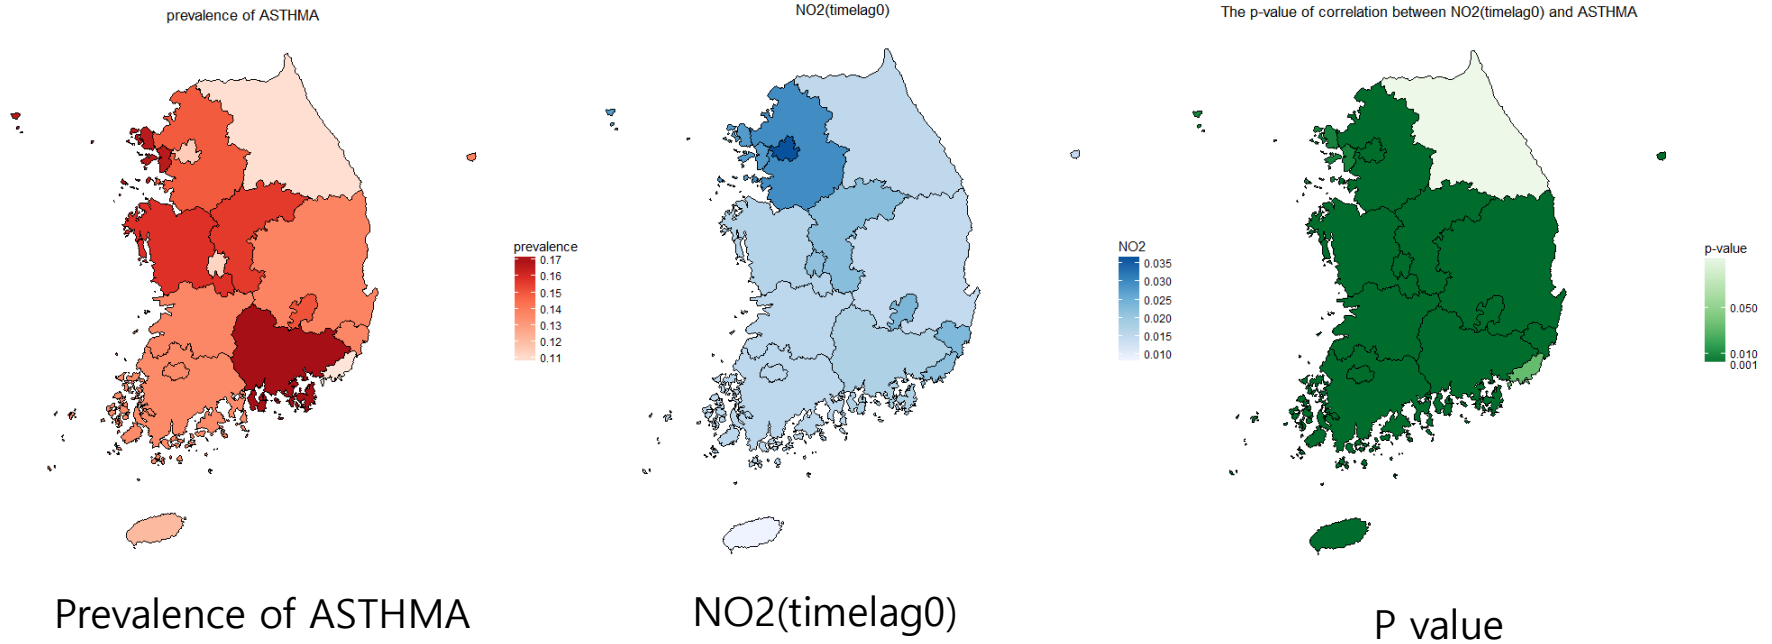 prevalence of ASTHMA
NO2(timelag0)
The p-value of correlation between NO2(timelag0) and ASTHMA
prevalence
0.17
0.16
0.15
0.14
0.13
0.12
0.11
NO2
0.035
0.030
0.025
0.020
0.015
0.010
p-value
0.050
0.010
0.001
Prevalence of ASTHMA
NO2(timelag0)
P value